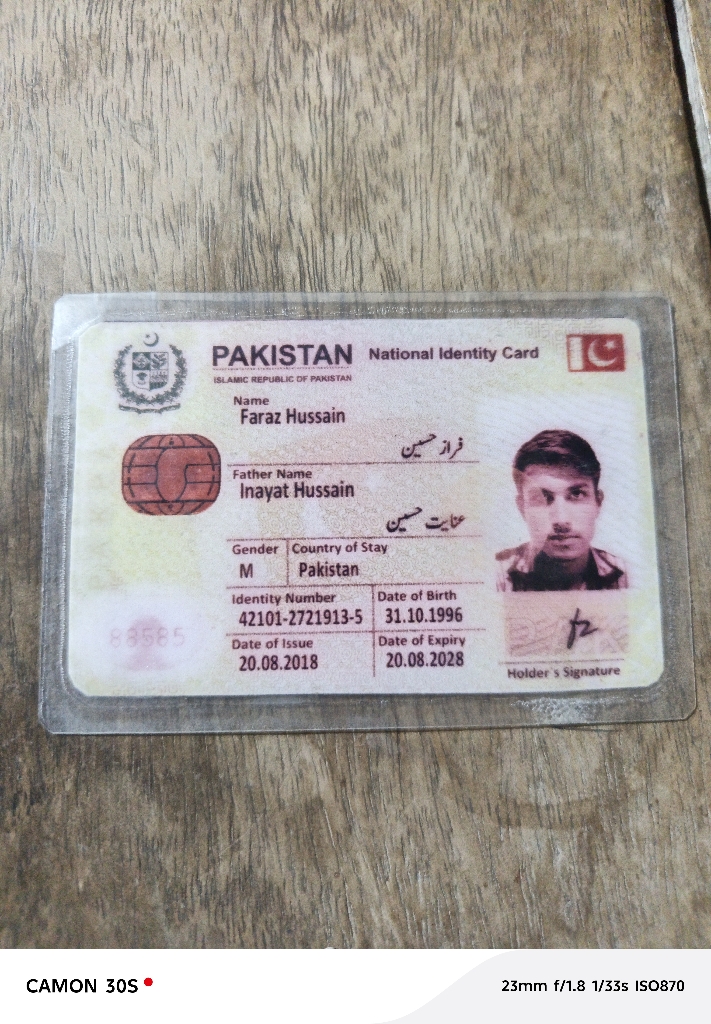 PAKISTAN National Identity Card
ISLAMIC REPUBLIC OF PAKISTAN
Name
Faraz Hussain
فراز حسین
Father Name
Inayat Hussain
عنایت حسین
Gender Country of Stay
M Pakistan
Identity Number Date of Birth
42101-2721913-5 31.10.1996
Date of Issue Date of Expiry
20.08.2018 20.08.2028
Holder's Signature
CAMON 30S
23mm f/1.8 1/33s ISO870